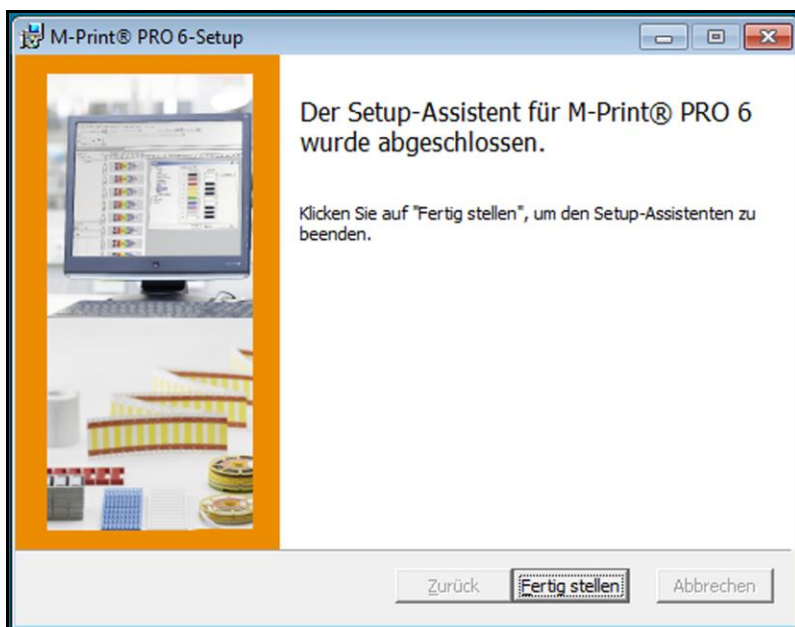 M-Print® PRO 6-Setup
Der Setup-Assistent für M-Print® PRO 6
wurde abgeschlossen.
Klicken Sie auf "Fertig stellen", um den Setup-Assistenten zu
beenden.
Zurück
Fertig stellen
Abbrechen